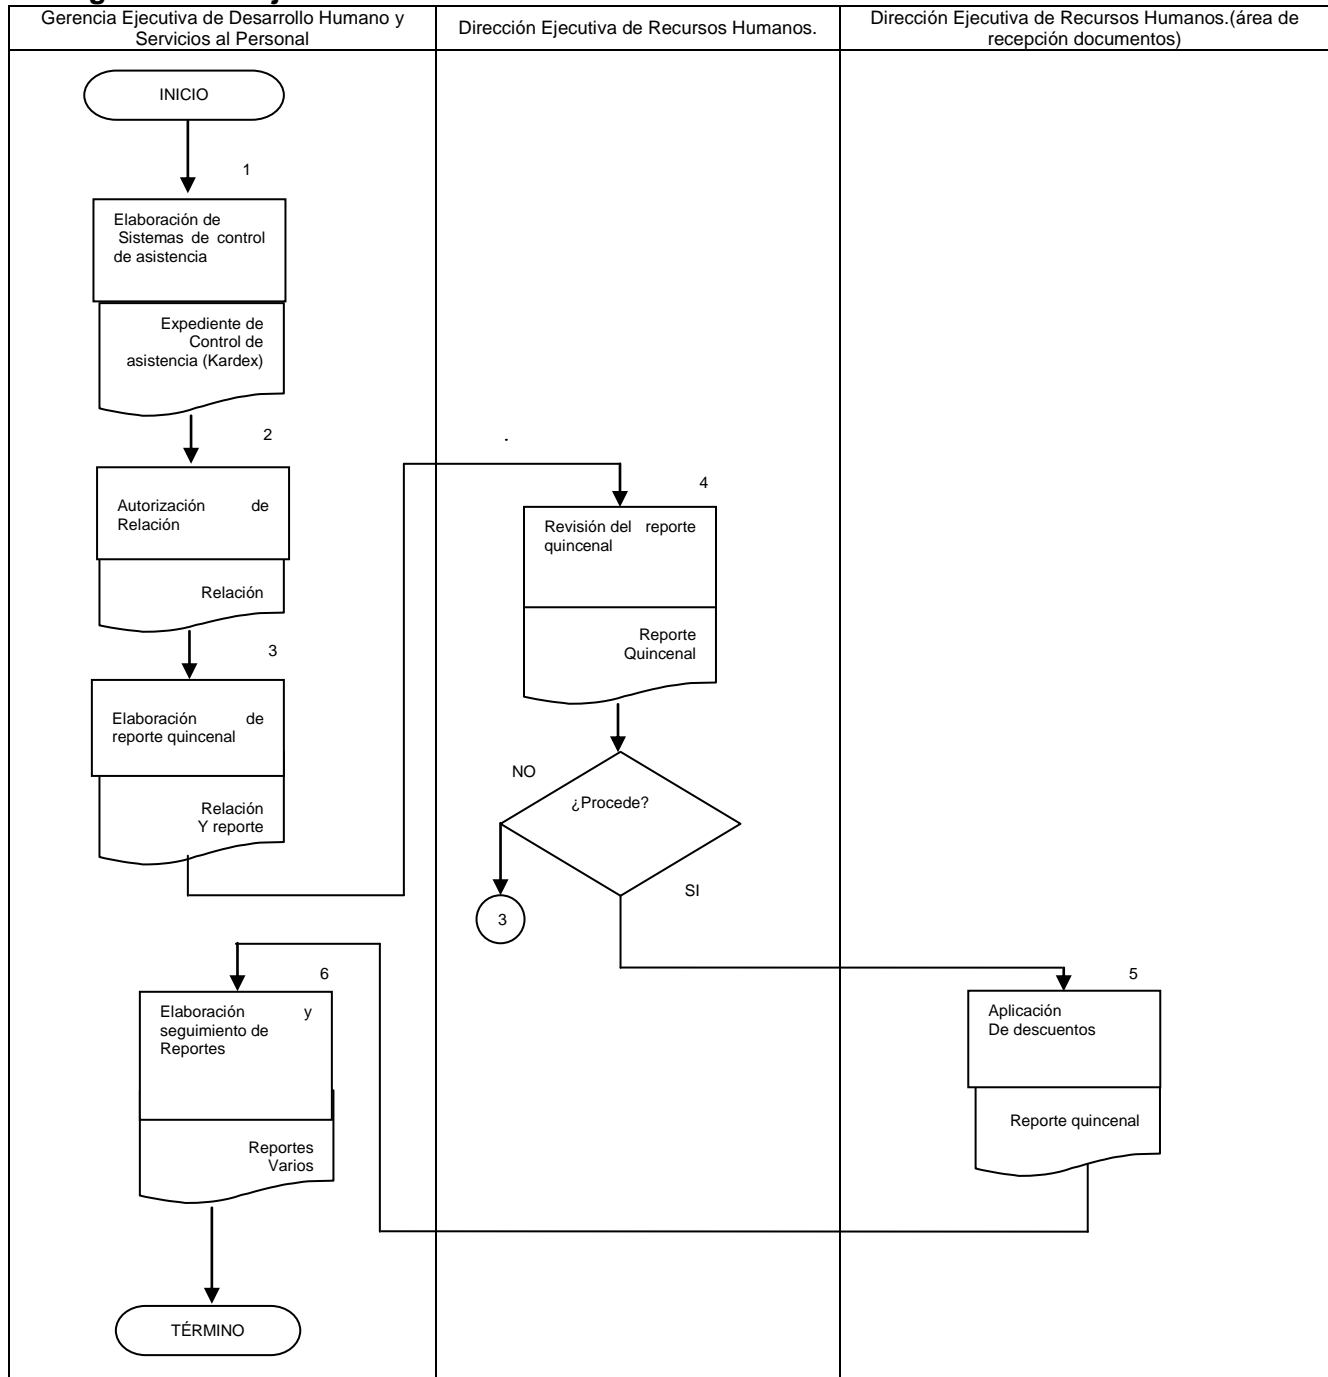 Gerencia Ejecutiva de Desarrollo Humano y
Servicios al Personal
Dirección Ejecutiva de Recursos Humanos.
Dirección Ejecutiva de Recursos Humanos.(área de
recepción documentos)
INICIO
1
Elaboración de
Sistemas de control
de asistencia
Expediente de
Control de
asistencia (Kardex)
2
Autorización de
Relación
Relación
3
Elaboración de
reporte quincenal
Relación
Y reporte
.
4
Revisión del reporte
quincenal
Reporte
Quincenal
¿Procede?
NO
SI
3
5
Aplicación
De descuentos
Reporte quincenal
6
Elaboración y
seguimiento de
Reportes
Reportes
Varios
TÉRMINO